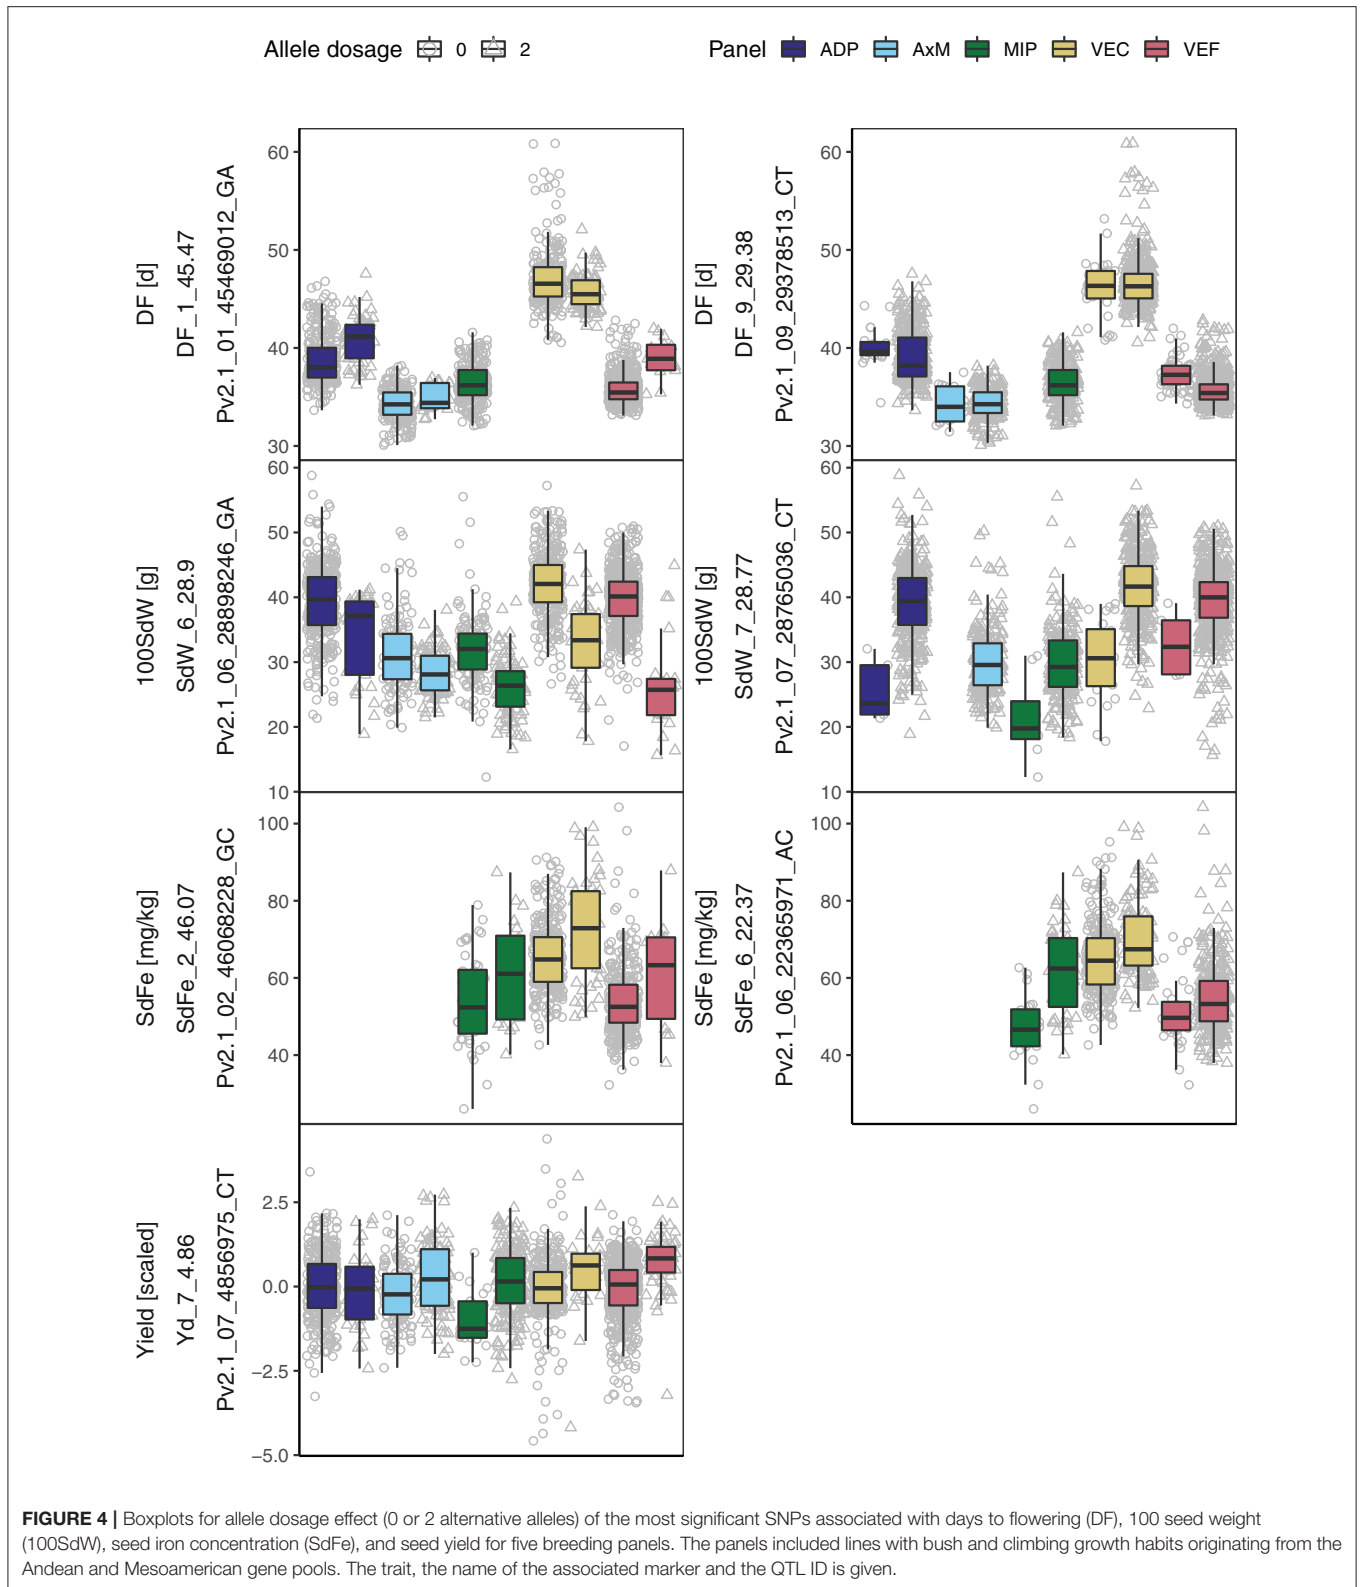 Allele dosage 0 2 Panel ADP AxM MIP VEC VEF
DF [d]
DF_1_45.47
Pv2.1_01_45469012_GA
60
50
40
30
DF [d]
DF_9_29.38
Pv2.1_09_29378513_CT
60
50
40
30
100SdW [g]
SdW_6_28.9
Pv2.1_06_28898246_GA
60
50
40
30
20
10
100SdW [g]
SdW_7_28.77
Pv2.1_07_28765036_CT
60
50
40
30
20
10
SdFe [mg/kg]
SdFe_2_46.07
Pv2.1_02_46068228_GC
100
80
60
40
SdFe [mg/kg]
SdFe_6_22.37
Pv2.1_06_22365971_AC
100
80
60
40
Yield [scaled]
Yd_7_4.86
Pv2.1_07_4856975_CT
2.5
0.0
−2.5
−5.0
FIGURE 4 | Boxplots for allele dosage effect (0 or 2 alternative alleles) of the most significant SNPs associated with days to flowering (DF), 100 seed weight
(100SdW), seed iron concentration (SdFe), and seed yield for five breeding panels. The panels included lines with bush and climbing growth habits originating from the
Andean and Mesoamerican gene pools. The trait, the name of the associated marker and the QTL ID is given.